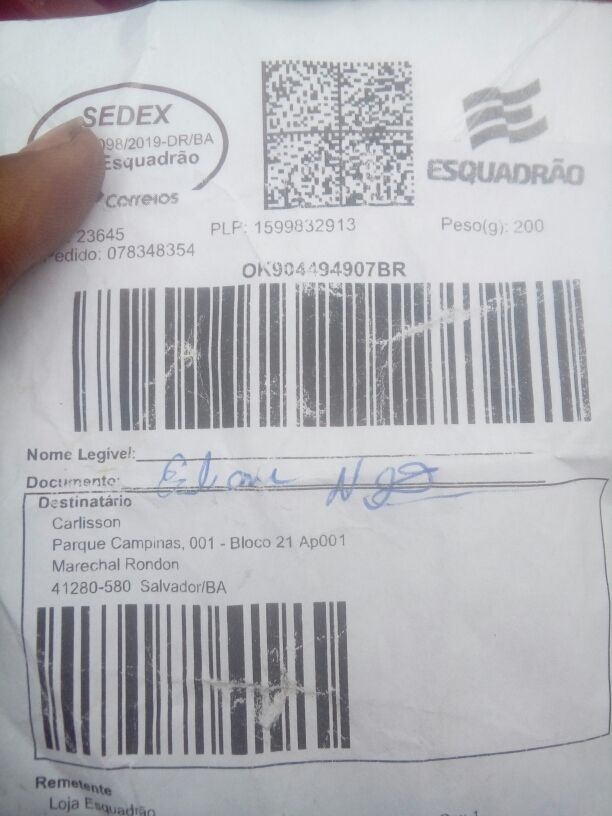 SEDEX
098/2019-DR/BA
Esquadrão
Correios
ESQUADRÃO
23645
PLP: 1599832913
Peso(g): 200
Pedido: 078348354
OK904494907BR
Nome Legível:
Documento:
Destinatário
Carlisson
Parque Campinas, 001 - Bloco 21 Ap001
Marechal Rondon
41280-580 Salvador/BA
Remetente
Loja Esquadrão